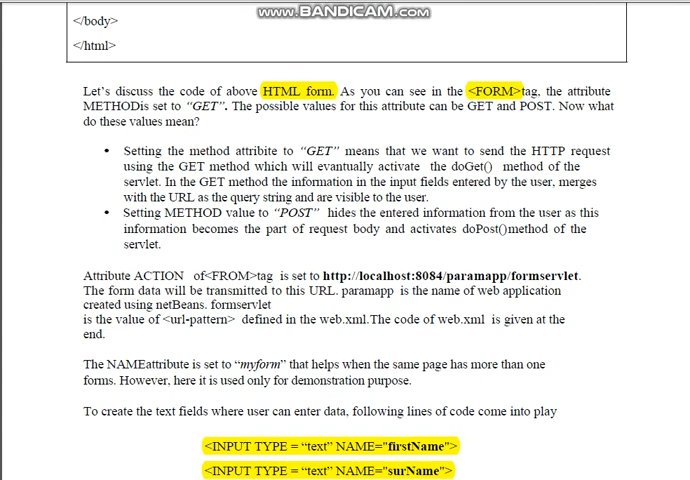 www.BANDICAM.com
</body>
</html>
Let's discuss the code of above HTML form. As you can see in the <FORM>tag, the attribute
METHODis set to “GET”. The possible values for this attribute can be GET and POST. Now what
do these values mean?
• Setting the method attribite to “GET” means that we want to send the HTTP request
using the GET method which will evantually activate the doGet() method of the
servlet. In the GET method the information in the input fields entered by the user, merges
with the URL as the query string and are visible to the user.
• Setting METHOD value to “POST” hides the entered information from the user as this
information becomes the part of request body and activates doPost()method of the
servlet.
Attribute ACTION of<FROM>tag is set to http://localhost:8084/paramapp/formservlet.
The form data will be transmitted to this URL. paramapp is the name of web application
created using netBeans. formservlet
is the value of <url-pattern> defined in the web.xml.The code of web.xml is given at the
end.
The NAMEattribute is set to “myform” that helps when the same page has more than one
forms. However, here it is used only for demonstration purpose.
To create the text fields where user can enter data, following lines of code come into play
<INPUT TYPE = “text” NAME="firstName">
<INPUT TYPE = “text” NAME="surName">